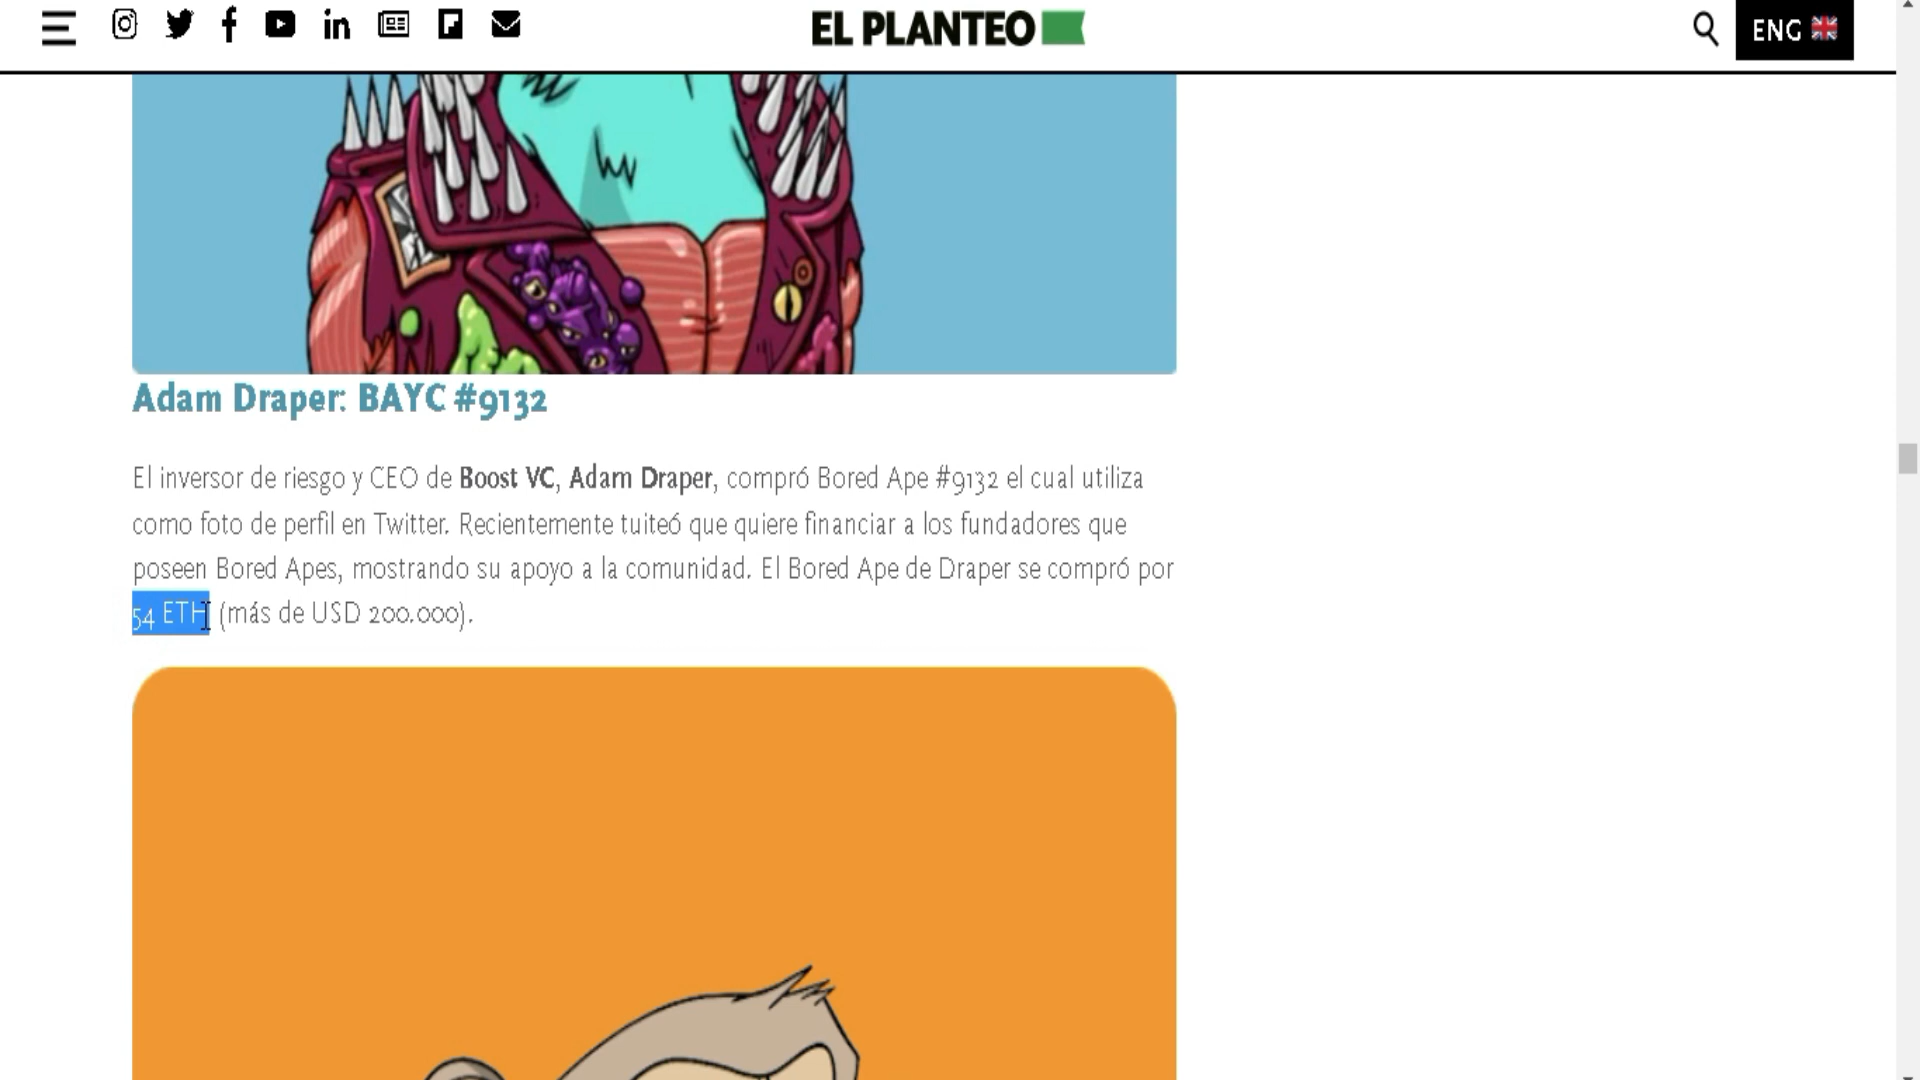 EL PLANTEO
ENG
Adam Draper: BAYC #9132
El inversor de riesgo y CEO de Boost VC, Adam Draper, compró Bored Ape #9132 el cual utiliza
como foto de perfil en Twitter. Recientemente tuiteó que quiere financiar a los fundadores que
poseen Bored Apes, mostrando su apoyo a la comunidad. El Bored Ape de Draper se compró por
54 ETH (más de USD 200.000).